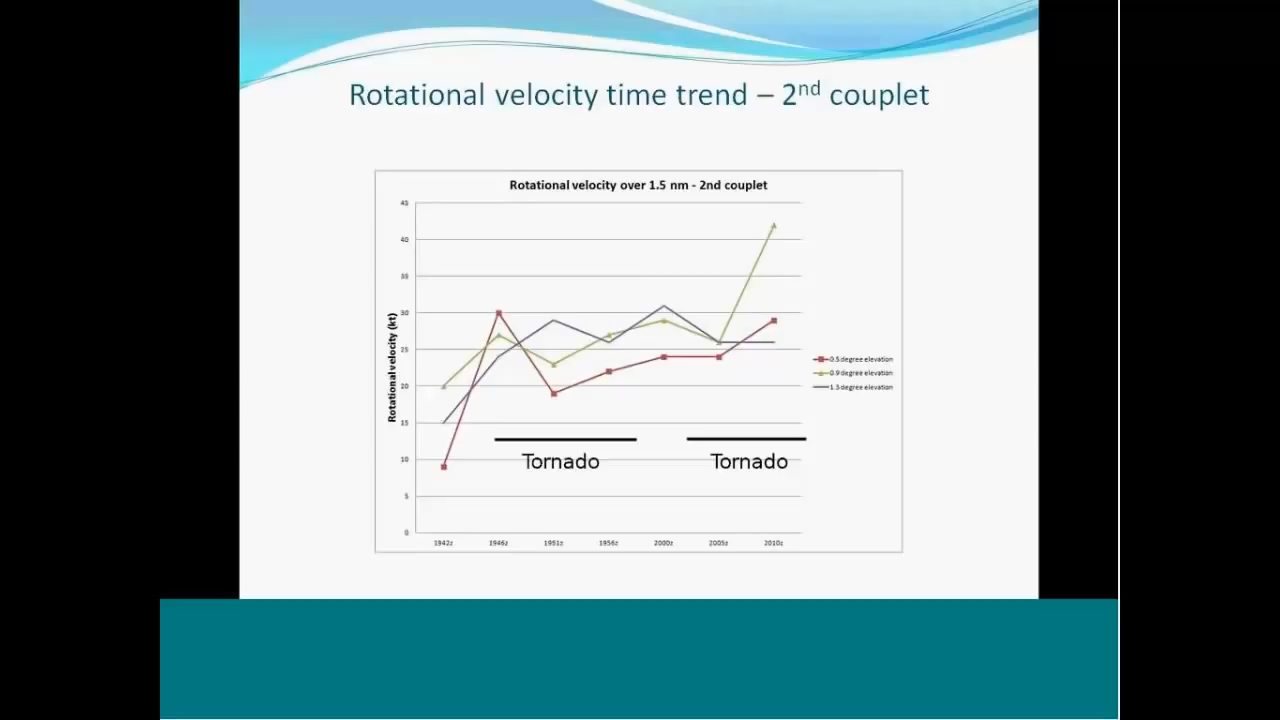 Rotational velocity time trend – 2nd couplet
Rotational velocity over 1.5 nm - 2nd couplet
Rotational velocity (kt)
45
40
35
30
25
20
15
10
5
0
Tornado
Tornado
1942z 1946z 1951z 1956z 2000z 2005z 2010z
0.5 degree elevation
0.9 degree elevation
1.3 degree elevation